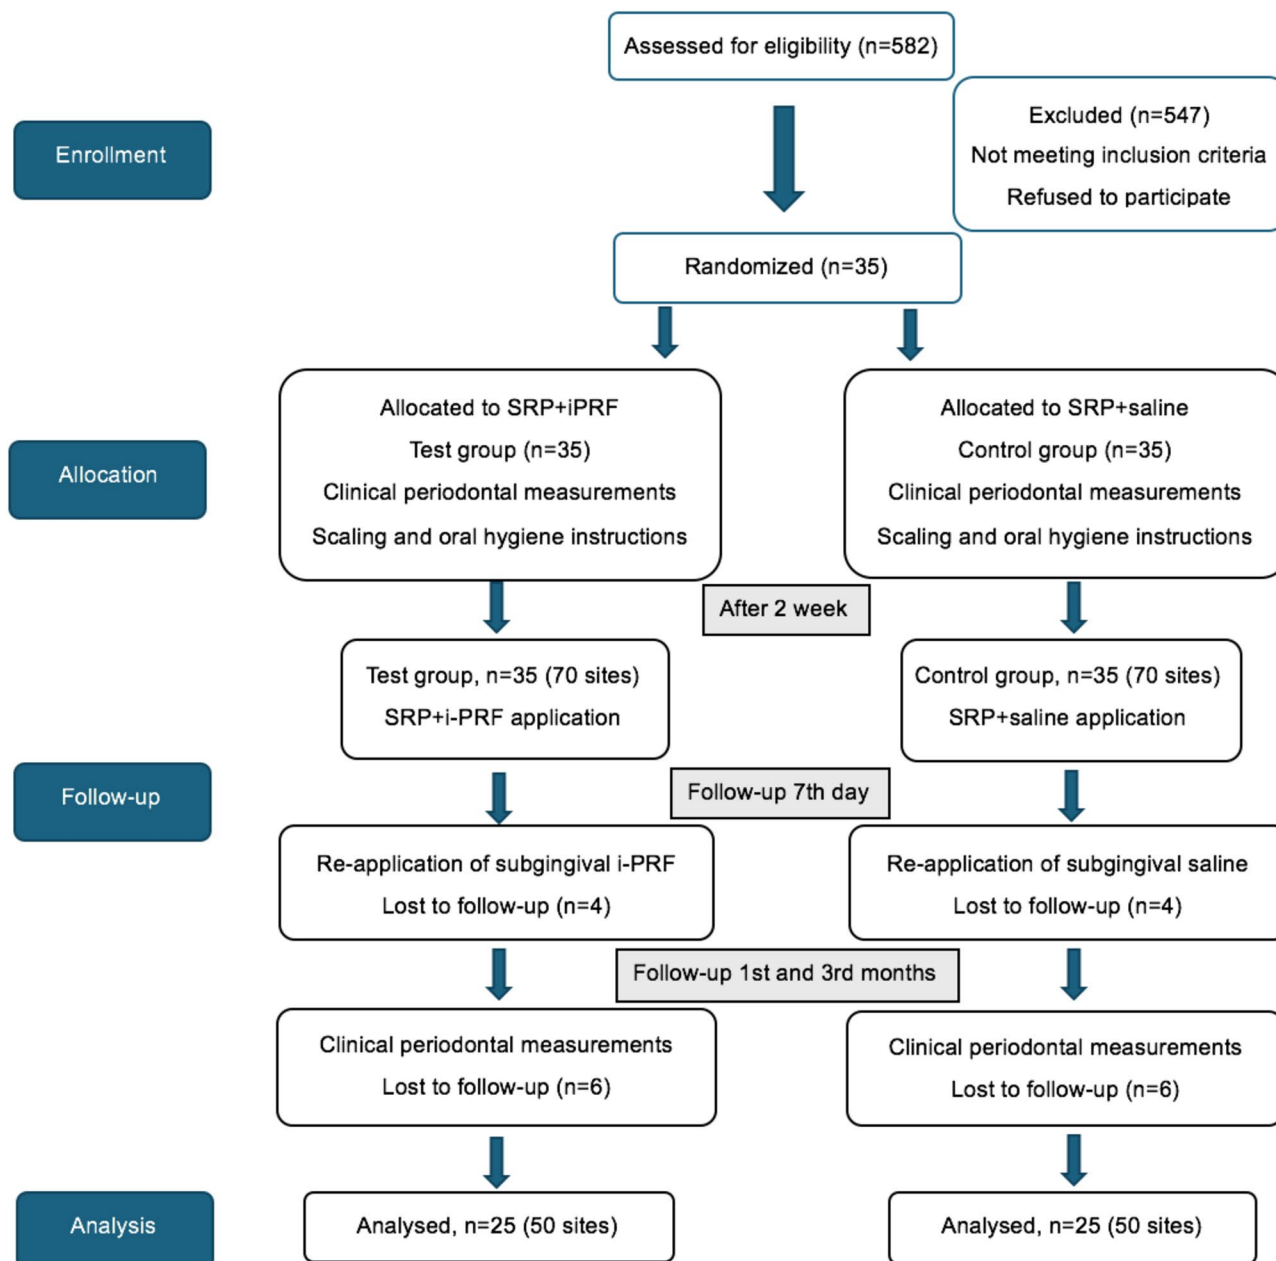 Assessed for eligibility (n=582)
Enrollment
Excluded (n=547)
Not meeting inclusion criteria
Refused to participate
Randomized (n=35)
Allocation
Allocated to SRP+iPRF
Test group (n=35)
Clinical periodontal measurements
Scaling and oral hygiene instructions
Allocated to SRP+saline
Control group (n=35)
Clinical periodontal measurements
Scaling and oral hygiene instructions
After 2 week
Test group, n=35 (70 sites)
SRP+i-PRF application
Control group, n=35 (70 sites)
SRP+saline application
Follow-up
Follow-up 7th day
Re-application of subgingival i-PRF
Lost to follow-up (n=4)
Re-application of subgingival saline
Lost to follow-up (n=4)
Follow-up 1st and 3rd months
Clinical periodontal measurements
Lost to follow-up (n=6)
Clinical periodontal measurements
Lost to follow-up (n=6)
Analysis
Analysed, n=25 (50 sites)
Analysed, n=25 (50 sites)